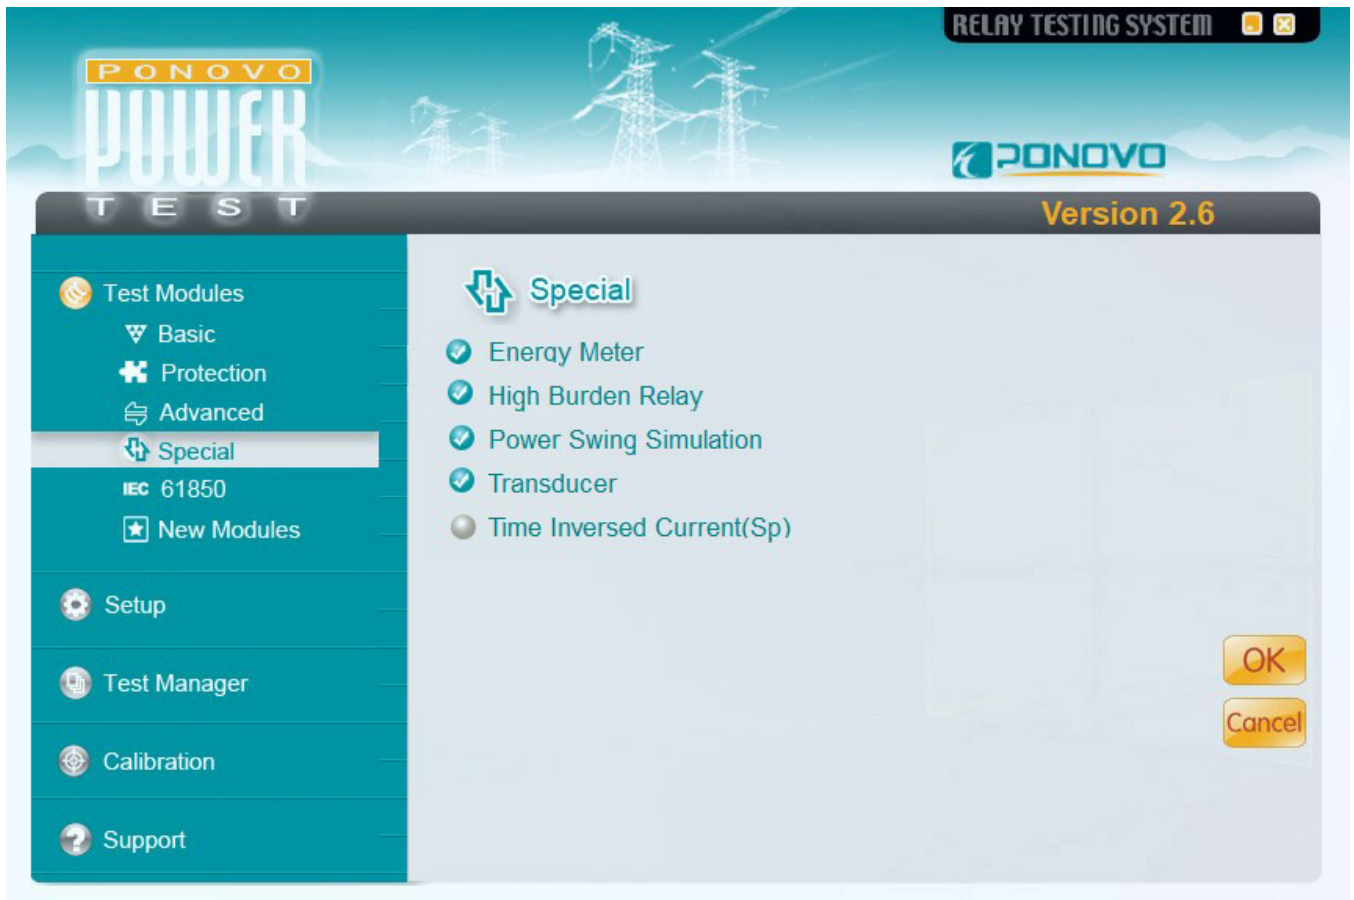 RELAY TESTING SYSTEM
PONOVO
POWER
TEST
PONOVO
Version 2.6
Test Modules
Basic
Protection
Advanced
Special
IEC 61850
New Modules
Setup
Test Manager
Calibration
Support
Special
Energy Meter
High Burden Relay
Power Swing Simulation
Transducer
Time Inversed Current(Sp)
OK
Cancel